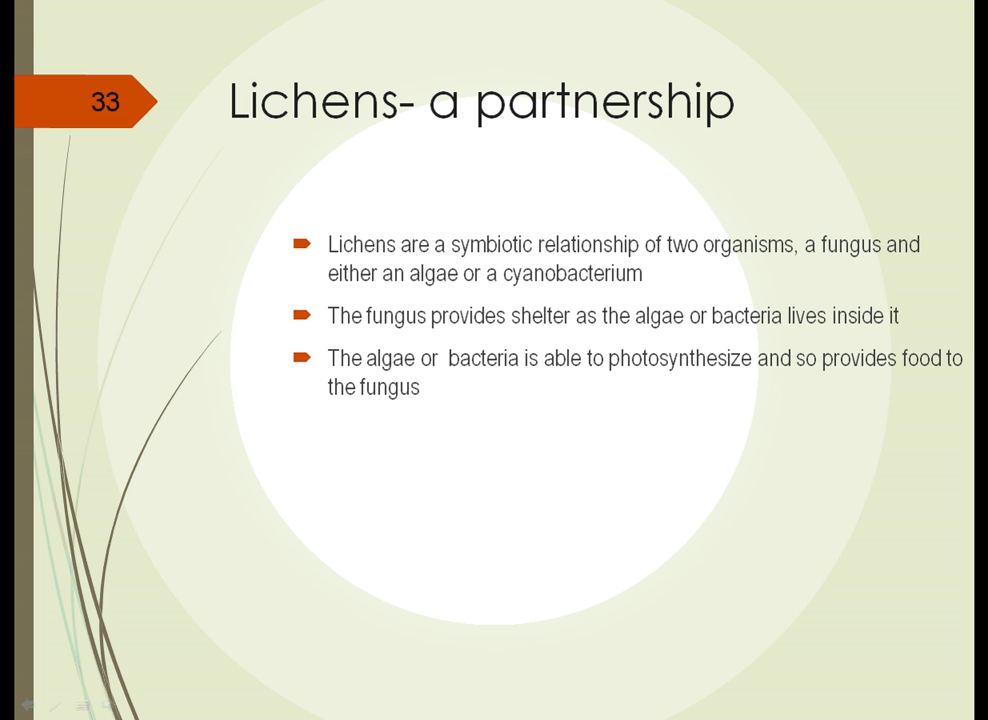 33
Lichens- a partnership
Lichens are a symbiotic relationship of two organisms, a fungus and
either an algae or a cyanobacterium
The fungus provides shelter as the algae or bacteria lives inside it
The algae or  bacteria is able to photosynthesize and so provides food to
the fungus